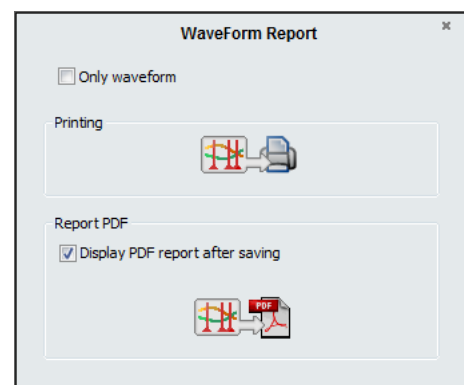 WaveForm Report
Only waveform
Printing
Report PDF
Display PDF report after saving
PDF